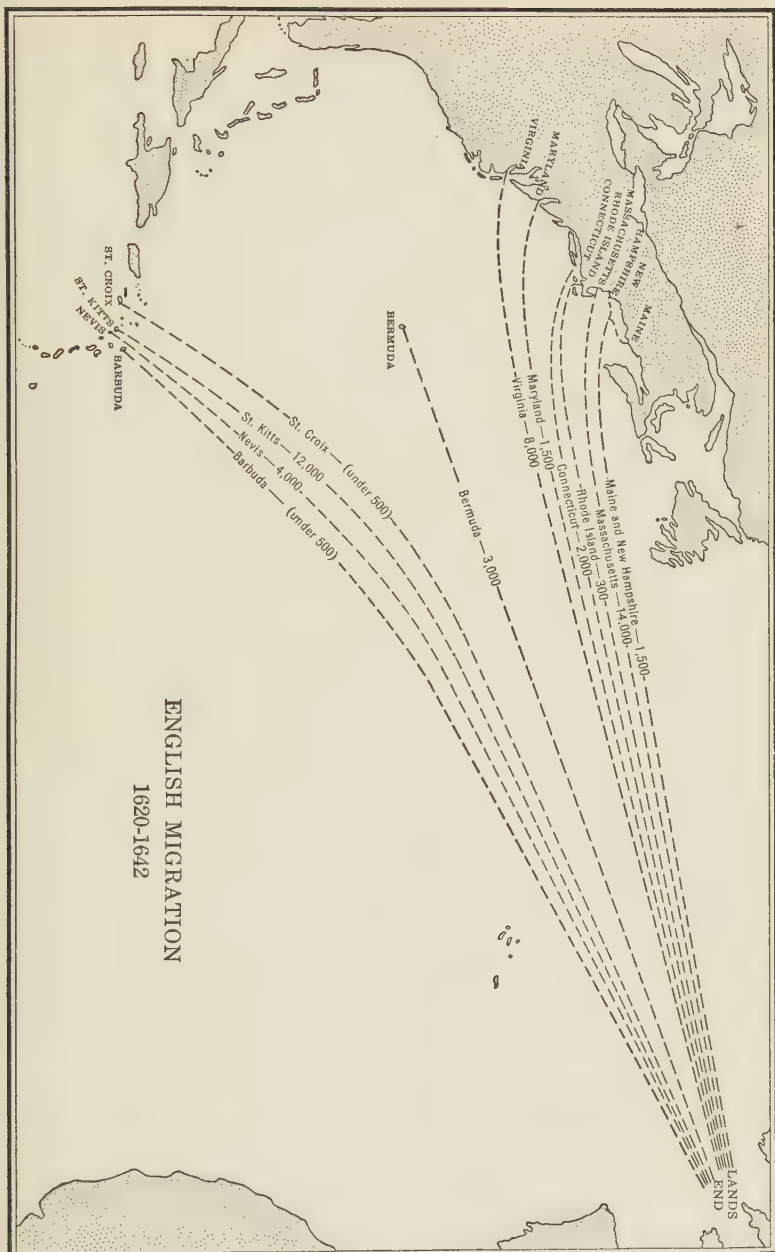 ENGLISH MIGRATION
1620-1642
LANDS
END
MAINE
NEW
HAMPSHIRE
MASSACHUSETTS
RHODE ISLAND
CONNECTICUT
MARYLAND
VIRGINIA
BERMUDA
ST. CROIX
ST. KITTS
NEVIS
BARBUDA
Maine and New Hampshire — 1,500
Massachusetts — 14,000
Rhode Island — 300
Connecticut — 2,000
Maryland — 1,500
Virginia — 8,000
Bermuda — 3,000
St. Croix — (under 500)
St. Kitts — 12,000
Nevis — 4,000
Barbuda — (under 500)